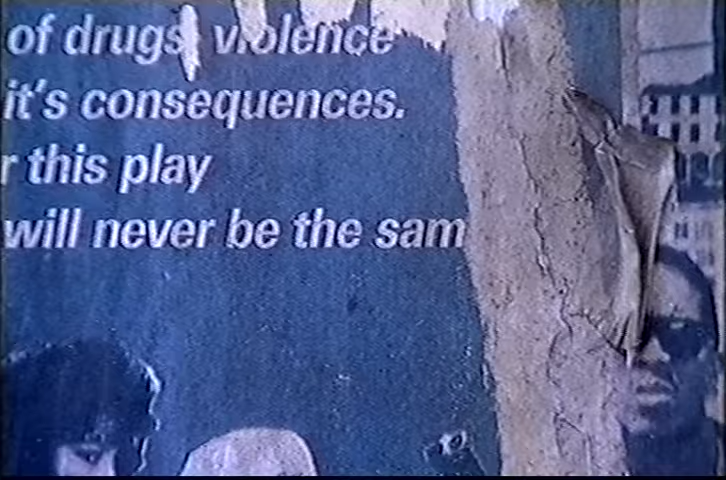 of drugs, violence
it's consequences.
r this play
will never be the sam